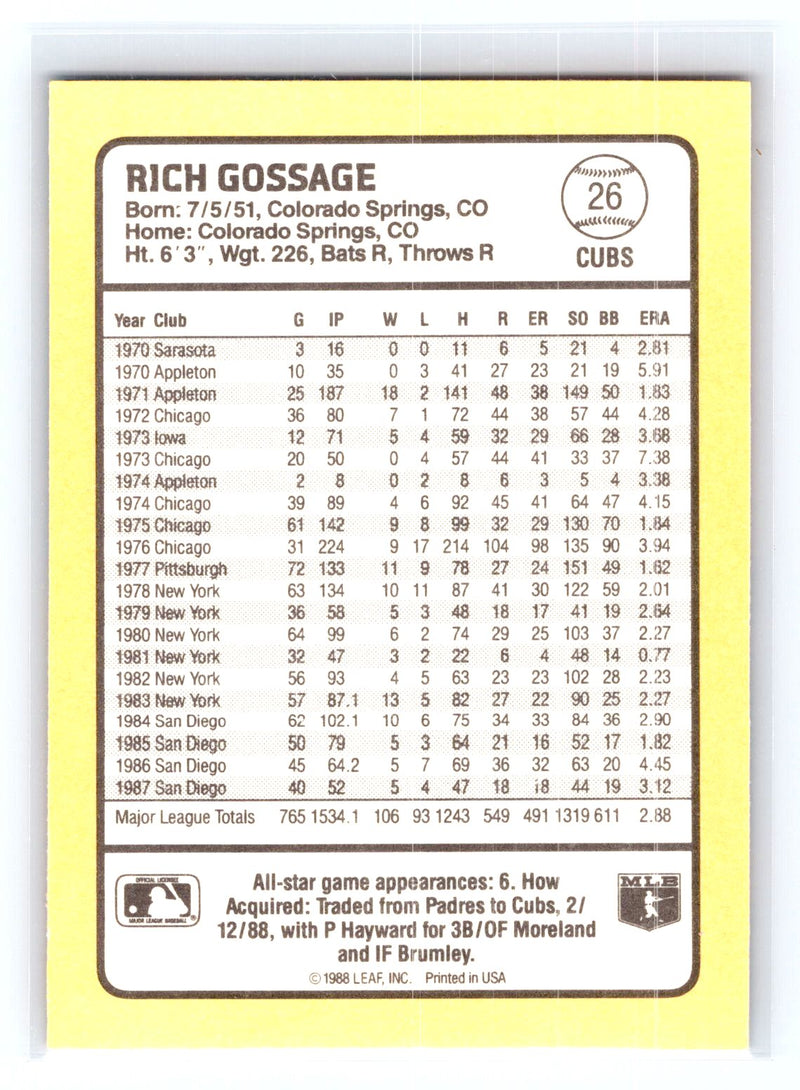 RICH GOSSAGE
Born: 7/5/51, Colorado Springs, CO
Home: Colorado Springs, CO
Ht. 6'3", Wgt. 226, Bats R, Throws R
26
CUBS
Year Club G IP W L H R ER SO BB ERA
1970 Sarasota 3 16 0 0 11 6 5 21 4 2.81
1970 Appleton 10 35 0 3 41 27 23 21 19 5.91
1971 Appleton 25 187 18 2 141 48 38 149 50 1.83
1972 Chicago 36 80 7 1 72 44 38 57 44 4.28
1973 Iowa 12 71 5 4 59 32 29 66 28 3.68
1973 Chicago 20 50 0 4 57 44 41 33 37 7.38
1974 Appleton 2 8 0 2 8 6 3 5 4 3.38
1974 Chicago 39 89 4 6 92 45 41 64 47 4.15
1975 Chicago 61 142 9 8 99 32 29 130 70 1.84
1976 Chicago 31 224 9 17 214 104 98 135 90 3.94
1977 Pittsburgh 72 133 11 9 78 27 24 151 49 1.62
1978 New York 63 134 10 11 87 41 30 122 59 2.01
1979 New York 36 58 5 3 48 18 17 41 19 2.64
1980 New York 64 99 6 2 74 29 25 103 37 2.27
1981 New York 32 47 3 2 22 6 4 48 14 0.77
1982 New York 56 93 4 5 63 23 23 102 28 2.23
1983 New York 57 87.1 13 5 82 27 22 90 25 2.27
1984 San Diego 62 102.1 10 6 75 34 33 84 36 2.90
1985 San Diego 50 79 5 3 64 21 16 52 17 1.82
1986 San Diego 45 64.2 5 7 69 36 32 63 20 4.45
1987 San Diego 40 52 5 4 47 18 18 44 19 3.12
Major League Totals 765 1534.1 106 93 1243 549 491 1319 611 2.88
OFFICIAL LICENSEE
MAJOR LEAGUE BASEBALL®
All-star game appearances: 6. How
Acquired: Traded from Padres to Cubs, 2/
12/88, with P Hayward for 3B/OF Moreland
and IF Brumley.
© 1988 LEAF, INC. Printed in USA
MLB